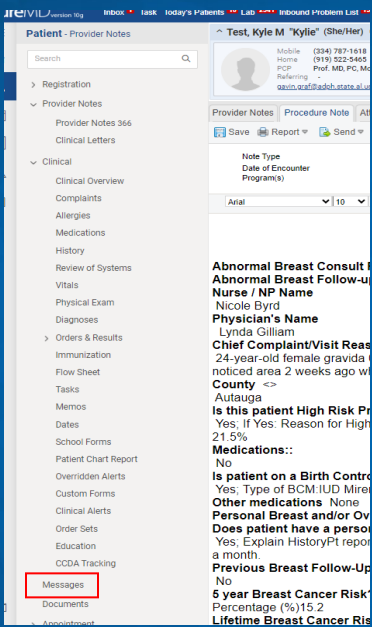 version 10g Inbox Task Today's Patients Lab Inbound Problem List
Patient - Provider Notes
Search
Registration
Provider Notes
Provider Notes 366
Clinical Letters
Clinical
Clinical Overview
Complaints
Allergies
Medications
History
Review of Systems
Vitals
Physical Exam
Diagnoses
Orders & Results
Immunization
Flow Sheet
Tasks
Memos
Dates
School Forms
Patient Chart Report
Overridden Alerts
Custom Forms
Clinical Alerts
Order Sets
Education
CCDA Tracking
Messages
Documents
Appointment
Test, Kyle M "Kylie" (She/Her)
Mobile (334) 787-1618
Home (919) 522-5465
PCP Prof. MD, PC, Mo
Referring -
gavin.graf@adph.state.al.us
Provider Notes Procedure Note Att
Save Report Send
Note Type
Date of Encounter
Program(s)
Arial 10
Abnormal Breast Consult F
Abnormal Breast Follow-up
Nurse / NP Name
Nicole Byrd
Physician's Name
Lynda Gilliam
Chief Complaint/Visit Reas
24-year-old female gravida
noticed area 2 weeks ago wh
County <>
Autauga
Is this patient High Risk Pr
Yes; If Yes: Reason for High
21.5%
Medications::
No
Is patient on a Birth Contro
Yes; Type of BCM:IUD Miren
Other medications None
Personal Breast and/or Ov
Does patient have a person
Yes; Explain HistoryPt repor
a month.
Previous Breast Follow-Up
No
5 year Breast Cancer Risk?
Percentage (%)15.2
Lifetime Breast Cancer Ris